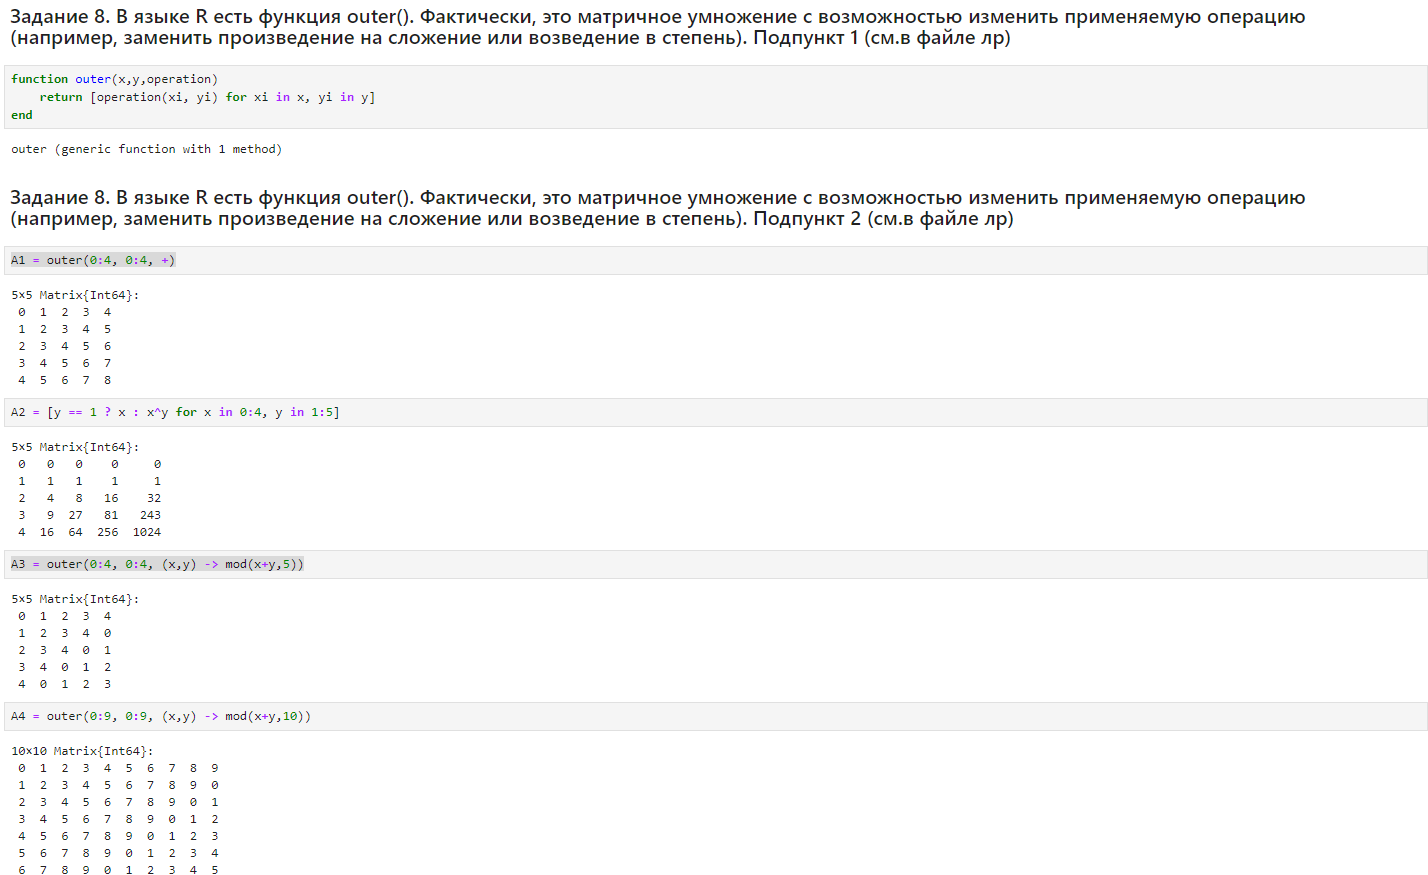 Задание 8. В языке R есть функция outer(). Фактически, это матричное умножение с возможностью изменить применяемую операцию
(например, заменить произведение на сложение или возведение в степень). Подпункт 1 (см.в файле лр)
function outer(x,y,operation)
    return [operation(xi, yi) for xi in x, yi in y]
end
outer (generic function with 1 method)
Задание 8. В языке R есть функция outer(). Фактически, это матричное умножение с возможностью изменить применяемую операцию
(например, заменить произведение на сложение или возведение в степень). Подпункт 2 (см.в файле лр)
A1 = outer(0:4, 0:4, +)
5×5 Matrix{Int64}:
 0  1  2  3  4
 1  2  3  4  5
 2  3  4  5  6
 3  4  5  6  7
 4  5  6  7  8
A2 = [y == 1 ? x : x^y for x in 0:4, y in 1:5]
5×5 Matrix{Int64}:
 0   0   0    0     0
 1   1   1    1     1
 2   4   8   16    32
 3   9  27   81   243
 4  16  64  256  1024
A3 = outer(0:4, 0:4, (x,y) -> mod(x+y,5))
5×5 Matrix{Int64}:
 0  1  2  3  4
 1  2  3  4  0
 2  3  4  0  1
 3  4  0  1  2
 4  0  1  2  3
A4 = outer(0:9, 0:9, (x,y) -> mod(x+y,10))
10×10 Matrix{Int64}:
 0  1  2  3  4  5  6  7  8  9
 1  2  3  4  5  6  7  8  9  0
 2  3  4  5  6  7  8  9  0  1
 3  4  5  6  7  8  9  0  1  2
 4  5  6  7  8  9  0  1  2  3
 5  6  7  8  9  0  1  2  3  4
 6  7  8  9  0  1  2  3  4  5